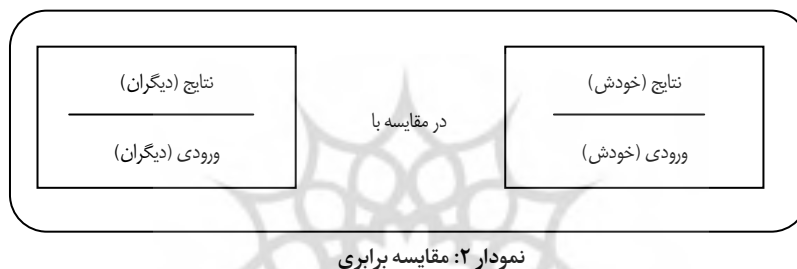 نتایج (خودش)
ورودی (خودش)
در مقایسه با
نتایج (دیگران)
ورودی (دیگران)
نمودار ۲: مقایسه برابری